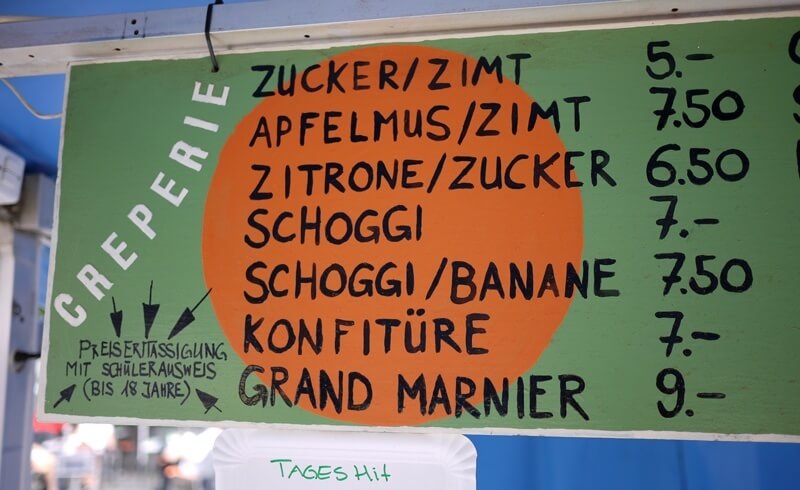 CREPERIE
ZUCKER/ZIMT 5.-
APFELMUS/ZIMT 7.50
ZITRONE/ZUCKER 6.50
SCHOGGI 7.-
SCHOGGI/BANANE 7.50
KONFITÜRE 7.-
GRAND MARNIER 9.-
PREISERMÄSSIGUNG
MIT SCHÜLERAUSWEIS
(BIS 18 JAHRE)
TAGES Hit